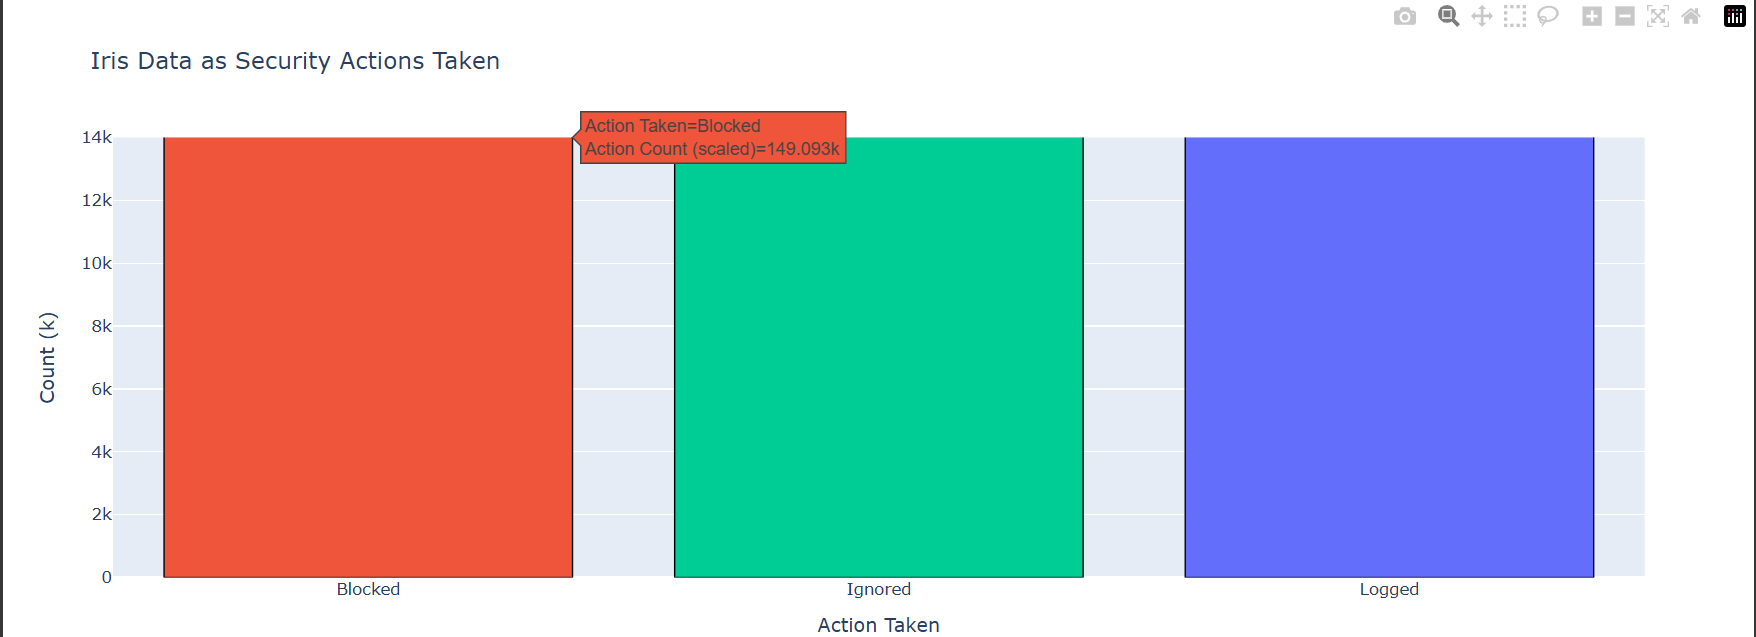 Iris Data as Security Actions Taken
Action Taken=Blocked
Action Count (scaled)=149.093k
14k
12k
10k
8k
6k
4k
2k
0
Count (k)
Blocked
Ignored
Logged
Action Taken